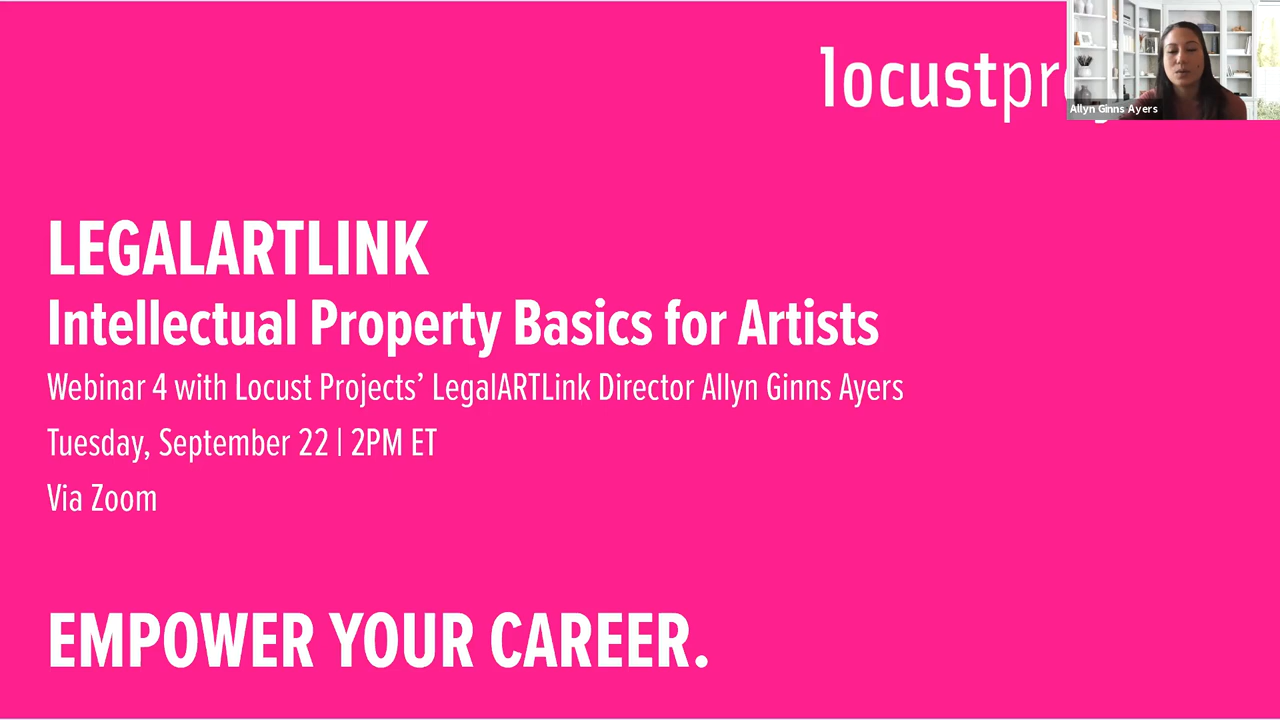 locustpr
Allyn Ginns Ayers
LEGALARTLINK
Intellectual Property Basics for Artists
Webinar 4 with Locust Projects’ LegalARTLink Director Allyn Ginns Ayers
Tuesday, September 22 | 2PM ET
Via Zoom
EMPOWER YOUR CAREER.